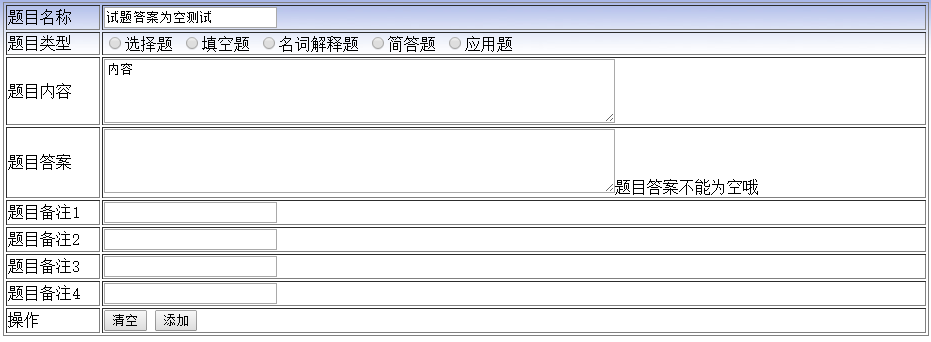 题目名称 试题答案为空测试
题目类型 选择题 填空题 名词解释题 简答题 应用题
题目内容 内容
题目答案 题目答案不能为空哦
题目备注1
题目备注2
题目备注3
题目备注4
操作 清空 添加